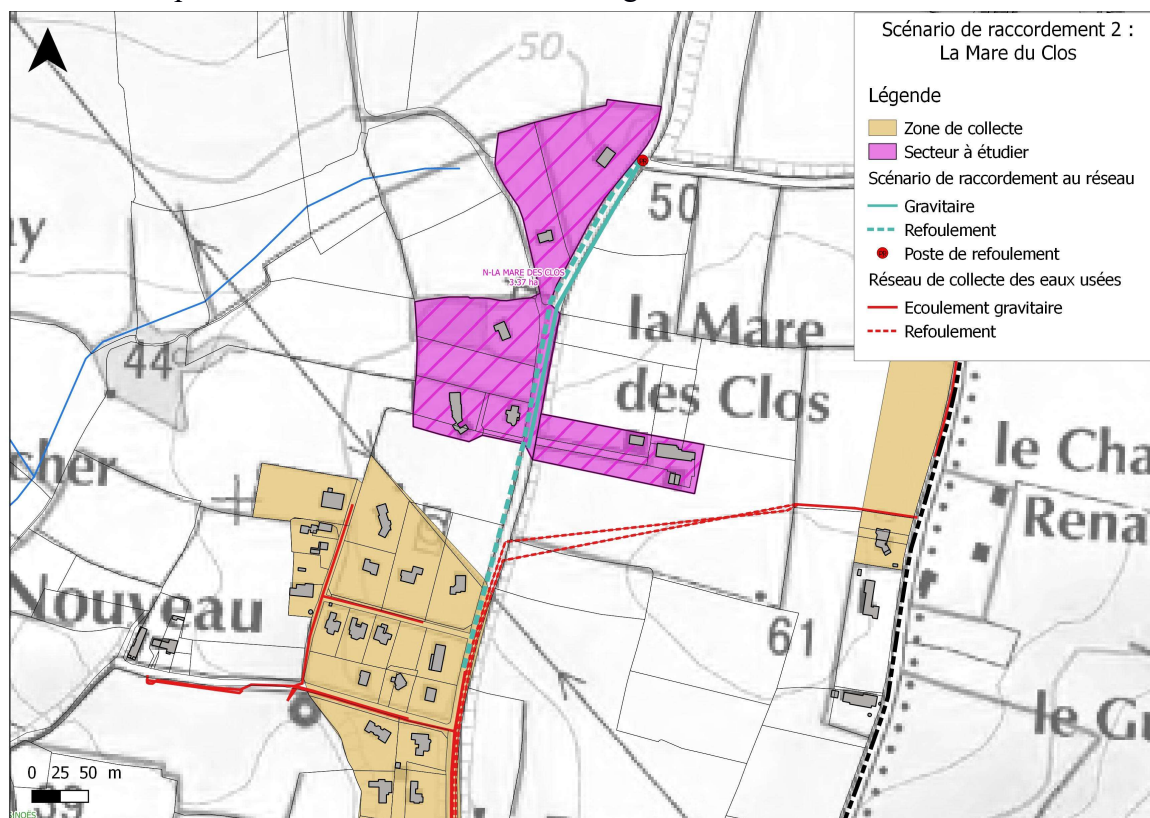 Scénario de raccordement 2 :
La Mare du Clos
Légende
Zone de collecte
Secteur à étudier
Scénario de raccordement au réseau
Gravitaire
Refoulement
Poste de refoulement
Réseau de collecte des eaux usées
Ecoulement gravitaire
Refoulement
50
50
N-LA MARE DES CLOS
3.37 ha
la Mare
des Clos
44
cher
le Cha
Rena
Nouveau
61
le Gu
0 25 50 m
39
NOËS